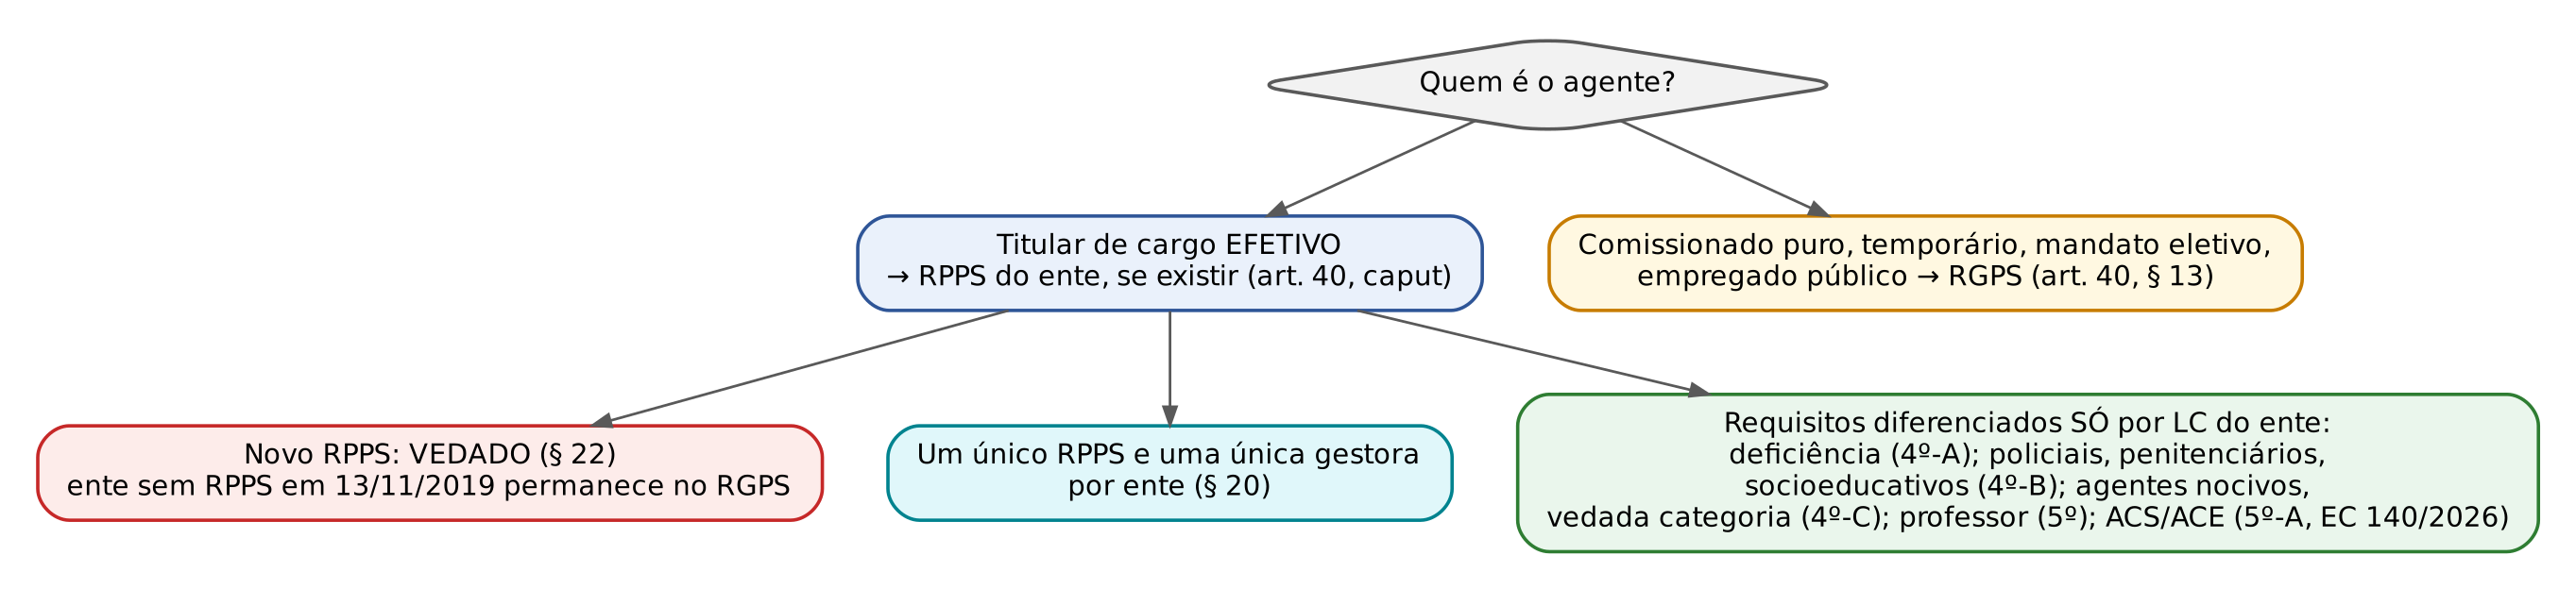 Quem é o agente?
Titular de cargo EFETIVO
→ RPPS do ente, se existir (art. 40, caput)
Comissionado puro, temporário, mandato eletivo,
empregado público → RGPS (art. 40, § 13)
Novo RPPS: VEDADO (§ 22)
ente sem RPPS em 13/11/2019 permanece no RGPS
Um único RPPS e uma única gestora
por ente (§ 20)
Requisitos diferenciados SÓ por LC do ente:
deficiência (4º-A); policiais, penitenciários,
socioeducativos (4º-B); agentes nocivos,
vedada categoria (4º-C); professor (5º); ACS/ACE (5º-A, EC 140/2026)